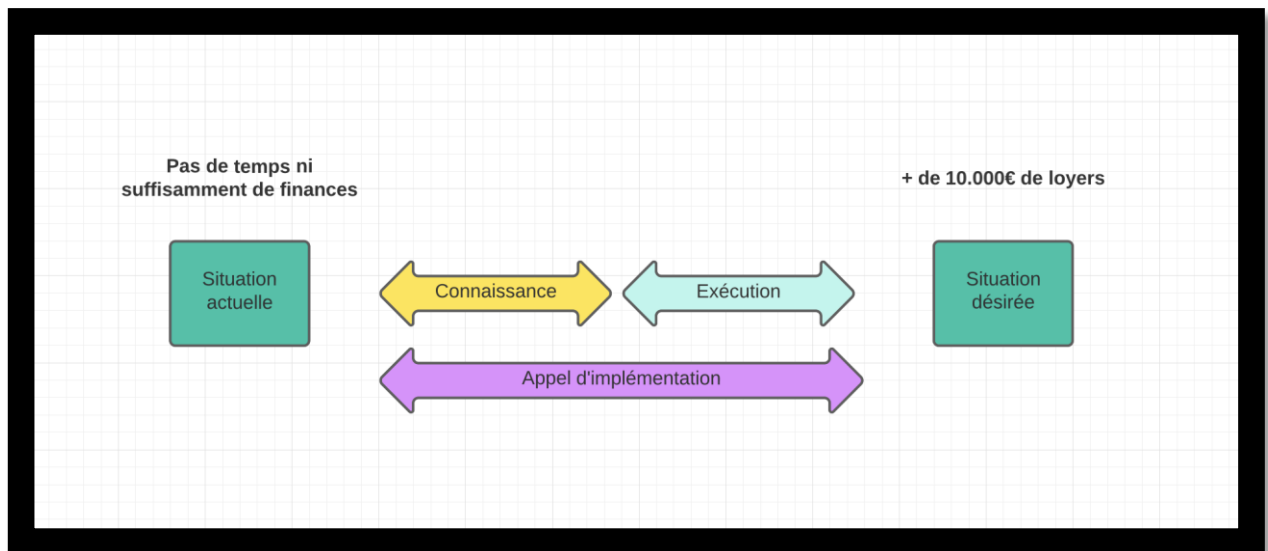 Pas de temps ni
suffisamment de finances
+ de 10.000€ de loyers
Situation
actuelle
Connaissance
Exécution
Situation
désirée
Appel d'implémentation